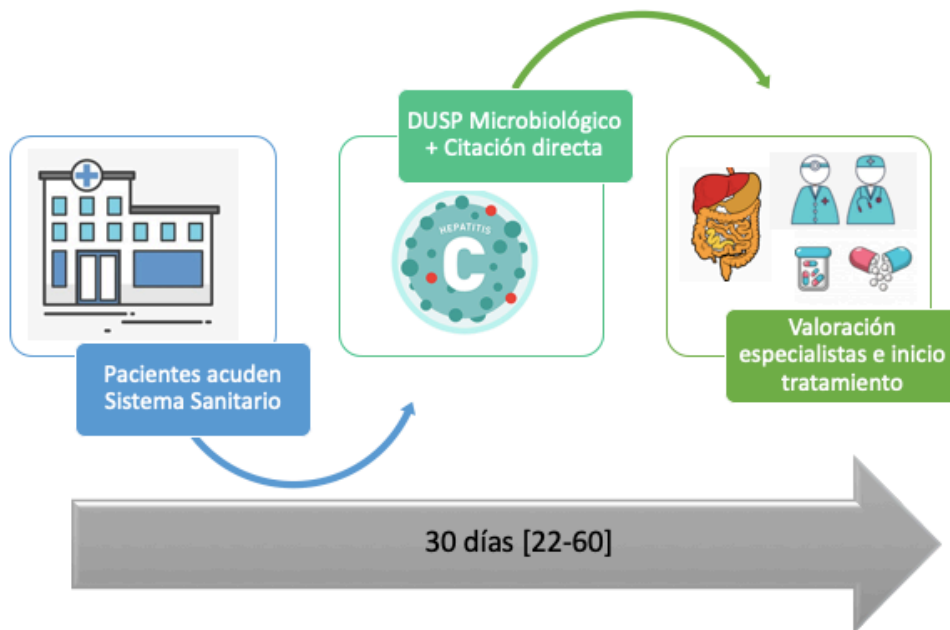 DUSP Microbiológico
+ Citación directa
HEPATITIS
C
Pacientes acuden
Sistema Sanitario
Valoración
especialistas e inicio
tratamiento
30 días [22-60]